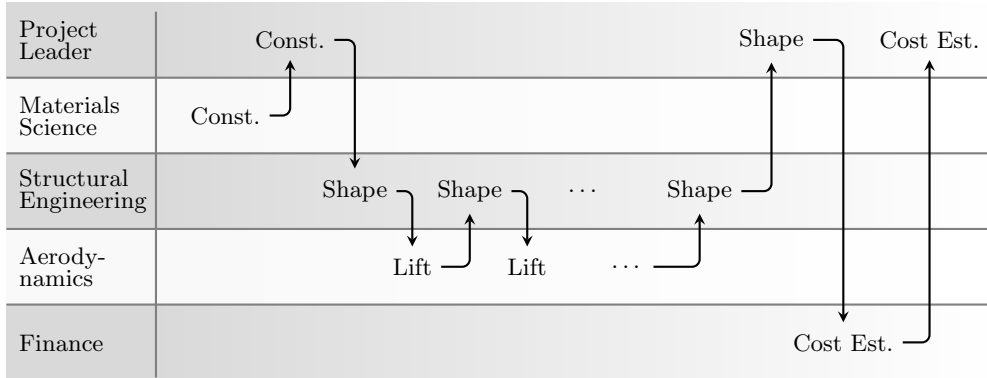 Project
Leader
Const.
Shape
Cost Est.
Materials
Science
Const.
Structural
Engineering
Shape
Shape
···
Shape
Aerody-
namics
Lift
Lift
···
Finance
Cost Est.